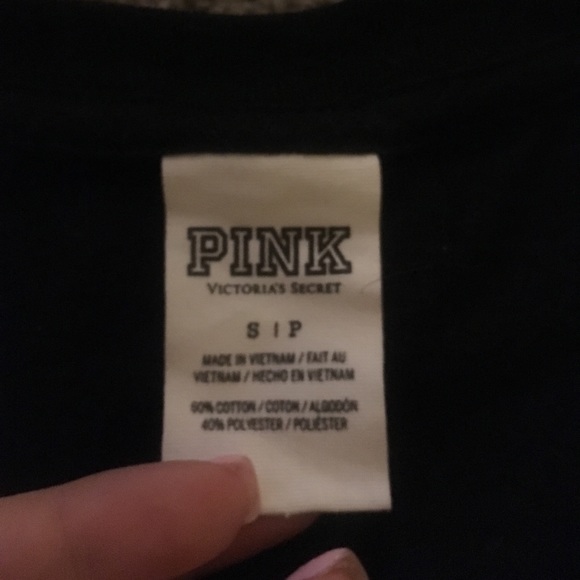 PINK
VICTORIA'S SECRET
S | P
MADE IN VIETNAM / FAIT AU
VIETNAM / HECHO EN VIETNAM
60% COTTON / COTON / ALGODÓN
40% POLYESTER / POLIÉSTER